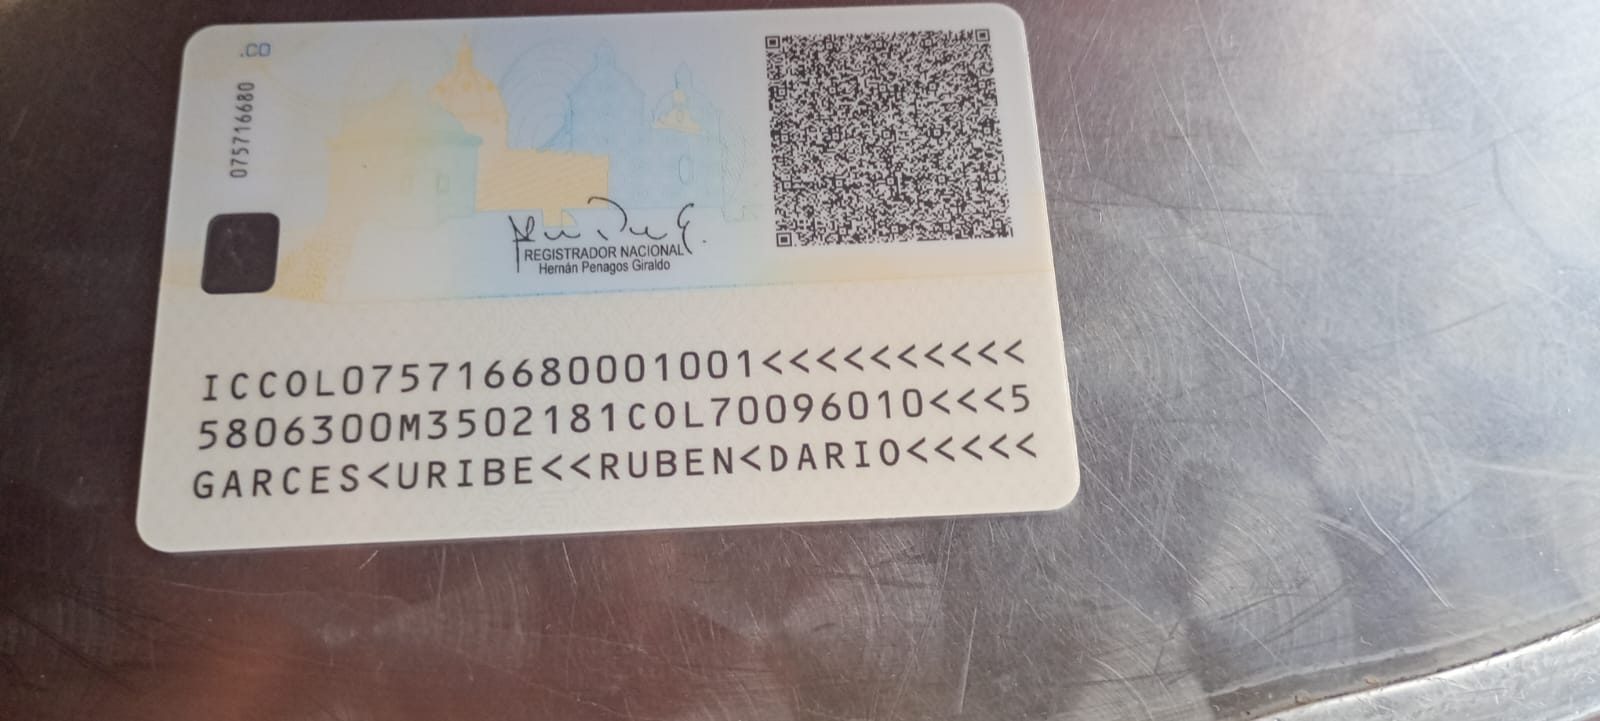 .CO
075716680
REGISTRADOR NACIONAL
Hernán Penagos Giraldo
ICCOL075716680001001<<<<<<<<<<
5806300M3502181COL70096010<<<5
GARCES<URIBE<<RUBEN<DARIO<<<<<